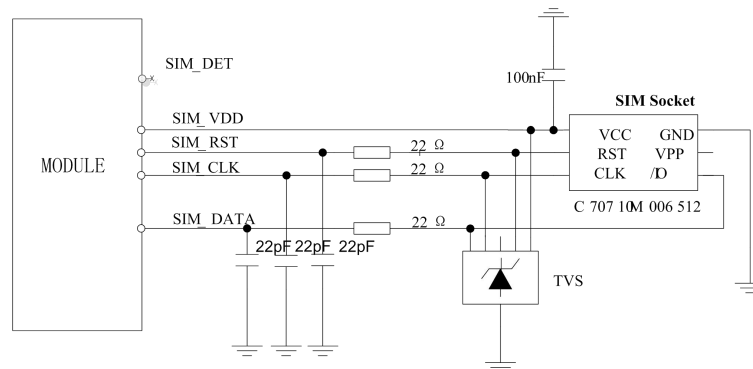 SIM_DET
100nF
SIM Socket
SIM_VDD
VCC GND
SIM_RST
22 Ω
RST VPP
MODULE
SIM_CLK
22 Ω
CLK /IO
C 707 10M 006 512
SIM_DATA
22 Ω
22pF 22pF 22pF
TVS